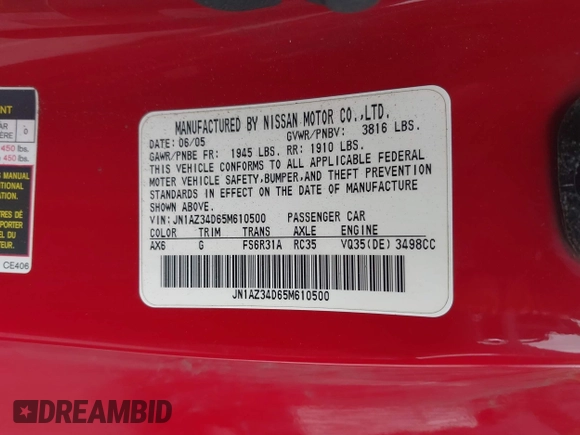 MANUFACTURED BY NISSAN MOTOR CO.,LTD.
DATE: 06/05 GVWR/PNBV: 3816 LBS.
GAWR/PNBE FR: 1945 LBS. RR: 1910 LBS.
THIS VEHICLE CONFORMS TO ALL APPLICABLE FEDERAL
MOTOR VEHICLE SAFETY,BUMPER,AND THEFT PREVENTION
STANDARDS IN EFFECT ON THE DATE OF MANUFACTURE
SHOWN ABOVE.
VIN: JN1AZ34D65M610500 PASSENGER CAR
COLOR TRIM TRANS AXLE ENGINE
AX6 G FS6R31A RC35 VQ35(DE) 3498CC
JN1AZ34D65M610500
450 lbs.
450 lbs.
MANUAL
CE406
DREAMBID